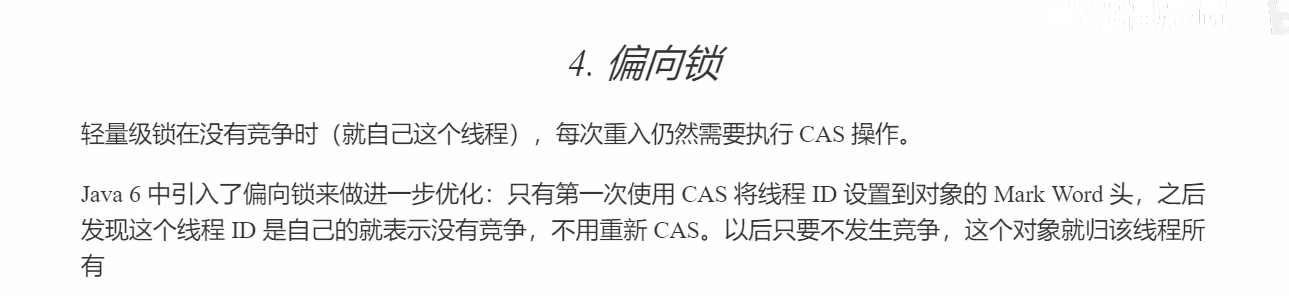 4. 偏向锁
轻量级锁在没有竞争时（就自己这个线程），每次重入仍然需要执行 CAS 操作。
Java 6 中引入了偏向锁来做进一步优化：只有第一次使用 CAS 将线程 ID 设置到对象的 Mark Word 头，之后
发现这个线程 ID 是自己的就表示没有竞争，不用重新 CAS。以后只要不发生竞争，这个对象就归该线程所
有